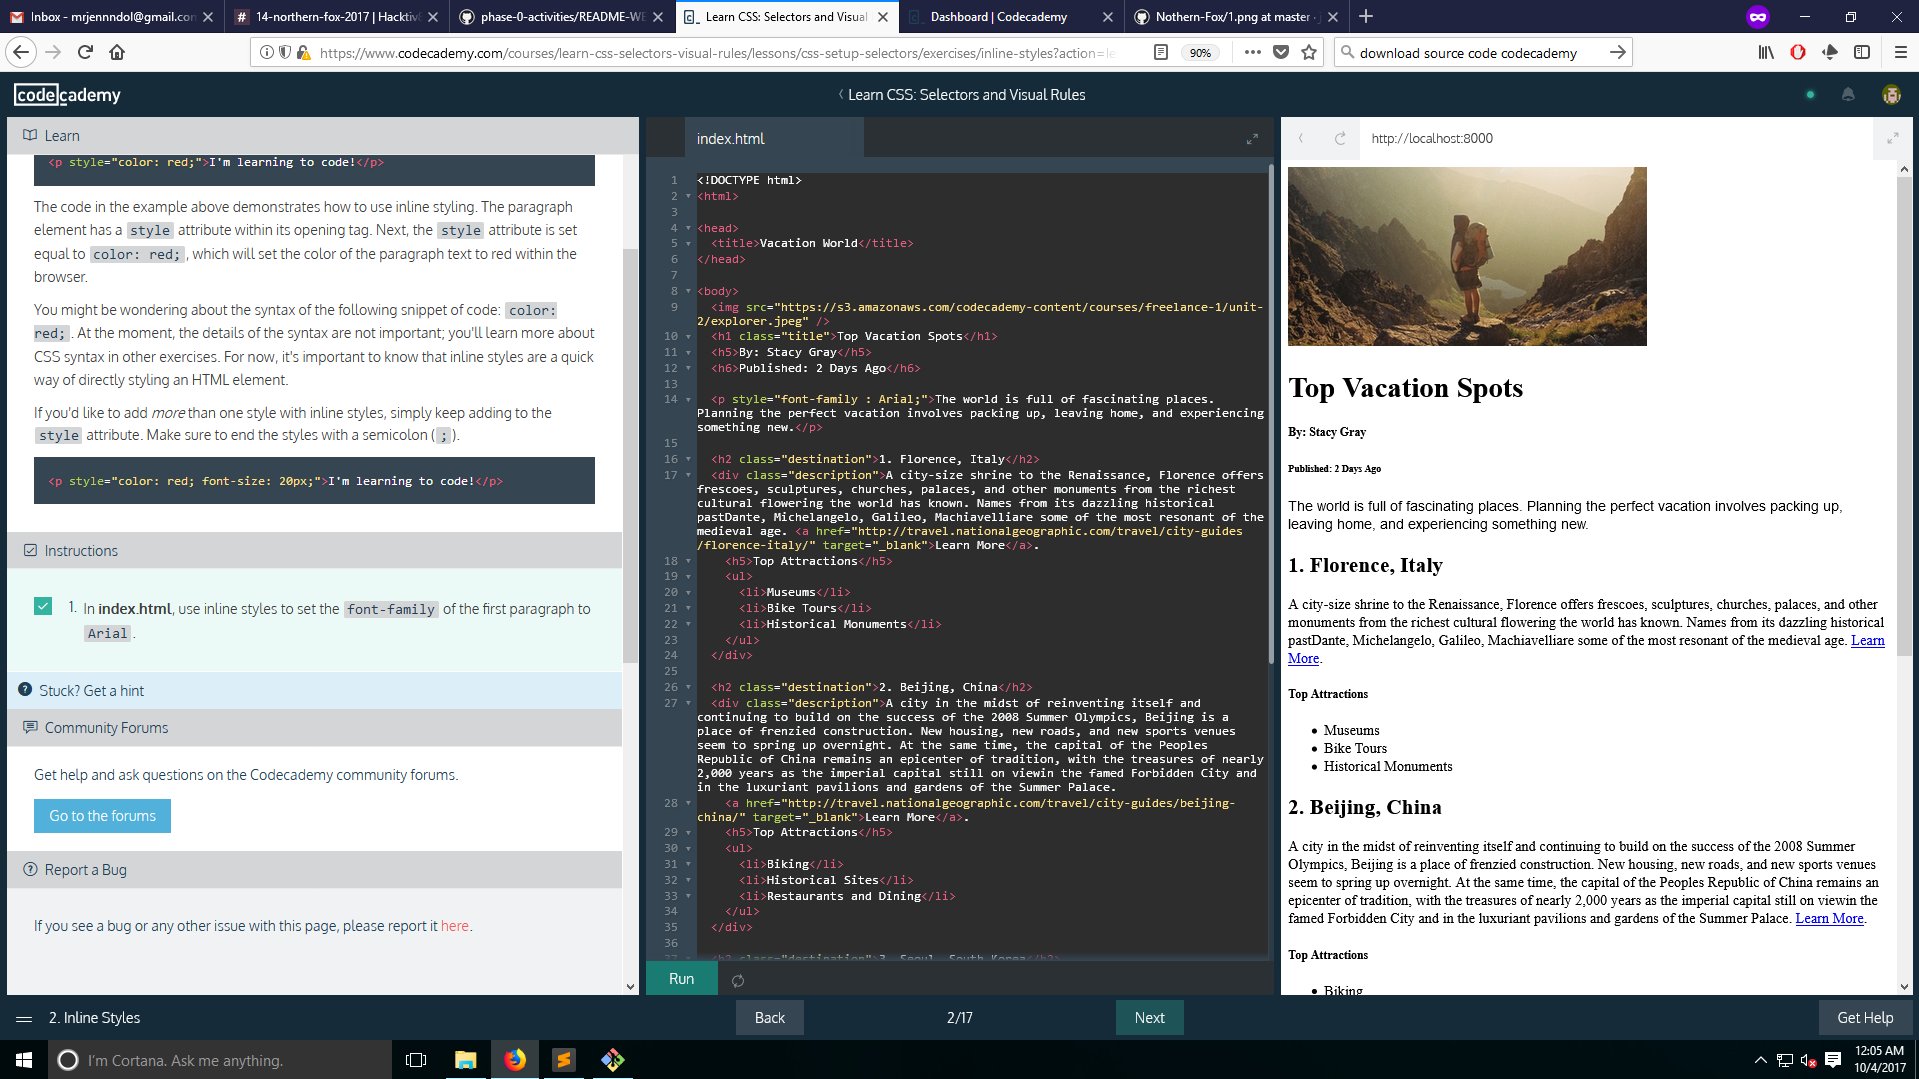 Inbox - mrjennndol@gmail.con
14-northern-fox-2017 | Hacktiv8
phase-0-activities/README-WE
Learn CSS: Selectors and Visual
Dashboard | Codecademy
Nothern-Fox/1.png at master
https://www.codecademy.com/courses/learn-css-selectors-visual-rules/lessons/css-setup-selectors/exercises/inline-styles?action=le
90%
download source code codecademy
codecademy
Learn CSS: Selectors and Visual Rules
Learn
<p style="color: red;">I'm learning to code!</p>
The code in the example above demonstrates how to use inline styling. The paragraph
element has a style attribute within its opening tag. Next, the style attribute is set
equal to color: red; , which will set the color of the paragraph text to red within the
browser.
You might be wondering about the syntax of the following snippet of code: color:
red; . At the moment, the details of the syntax are not important; you'll learn more about
CSS syntax in other exercises. For now, it's important to know that inline styles are a quick
way of directly styling an HTML element.
If you'd like to add more than one style with inline styles, simply keep adding to the
style attribute. Make sure to end the styles with a semicolon ( ; ).
<p style="color: red; font-size: 20px;">I'm learning to code!</p>
Instructions
1. In index.html, use inline styles to set the font-family of the first paragraph to
Arial .
Stuck? Get a hint
Community Forums
Get help and ask questions on the Codecademy community forums.
Go to the forums
Report a Bug
If you see a bug or any other issue with this page, please report it here.
index.html
1 <!DOCTYPE html>
2 <html>
3
4 <head>
5 <title>Vacation World</title>
6 </head>
7
8 <body>
9 <img src="https://s3.amazonaws.com/codecademy-content/courses/freelance-1/unit-
2/explorer.jpeg" />
10 <h1 class="title">Top Vacation Spots</h1>
11 <h5>By: Stacy Gray</h5>
12 <h6>Published: 2 Days Ago</h6>
13
14 <p style="font-family : Arial;">The world is full of fascinating places.
Planning the perfect vacation involves packing up, leaving home, and experiencing
something new.</p>
15
16 <h2 class="destination">1. Florence, Italy</h2>
17 <div class="description">A city-size shrine to the Renaissance, Florence offers
frescoes, sculptures, churches, palaces, and other monuments from the richest
cultural flowering the world has known. Names from its dazzling historical
pastDante, Michelangelo, Galileo, Machiavelliare some of the most resonant of the
medieval age. <a href="http://travel.nationalgeographic.com/travel/city-guides
/florence-italy/" target="_blank">Learn More</a>.
18 <h5>Top Attractions</h5>
19 <ul>
20 <li>Museums</li>
21 <li>Bike Tours</li>
22 <li>Historical Monuments</li>
23 </ul>
24 </div>
25
26 <h2 class="destination">2. Beijing, China</h2>
27 <div class="description">A city in the midst of reinventing itself and
continuing to build on the success of the 2008 Summer Olympics, Beijing is a
place of frenzied construction. New housing, new roads, and new sports venues
seem to spring up overnight. At the same time, the capital of the Peoples
Republic of China remains an epicenter of tradition, with the treasures of nearly
2,000 years as the imperial capital still on viewin the famed Forbidden City and
in the luxuriant pavilions and gardens of the Summer Palace.
28 <a href="http://travel.nationalgeographic.com/travel/city-guides/beijing-
china/" target="_blank">Learn More</a>.
29 <h5>Top Attractions</h5>
30 <ul>
31 <li>Biking</li>
32 <li>Historical Sites</li>
33 <li>Restaurants and Dining</li>
34 </ul>
35 </div>
36
37 <h2 class="destination">3. Seoul, South Korea</h2>
Run
http://localhost:8000
Top Vacation Spots
By: Stacy Gray
Published: 2 Days Ago
The world is full of fascinating places. Planning the perfect vacation involves packing up,
leaving home, and experiencing something new.
1. Florence, Italy
A city-size shrine to the Renaissance, Florence offers frescoes, sculptures, churches, palaces, and other
monuments from the richest cultural flowering the world has known. Names from its dazzling historical
pastDante, Michelangelo, Galileo, Machiavelliare some of the most resonant of the medieval age. Learn
More.
Top Attractions
• Museums
• Bike Tours
• Historical Monuments
2. Beijing, China
A city in the midst of reinventing itself and continuing to build on the success of the 2008 Summer
Olympics, Beijing is a place of frenzied construction. New housing, new roads, and new sports venues
seem to spring up overnight. At the same time, the capital of the Peoples Republic of China remains an
epicenter of tradition, with the treasures of nearly 2,000 years as the imperial capital still on viewin the
famed Forbidden City and in the luxuriant pavilions and gardens of the Summer Palace. Learn More.
Top Attractions
• Biking
2. Inline Styles
Back
2/17
Next
Get Help
I'm Cortana. Ask me anything.
12:05 AM
10/4/2017